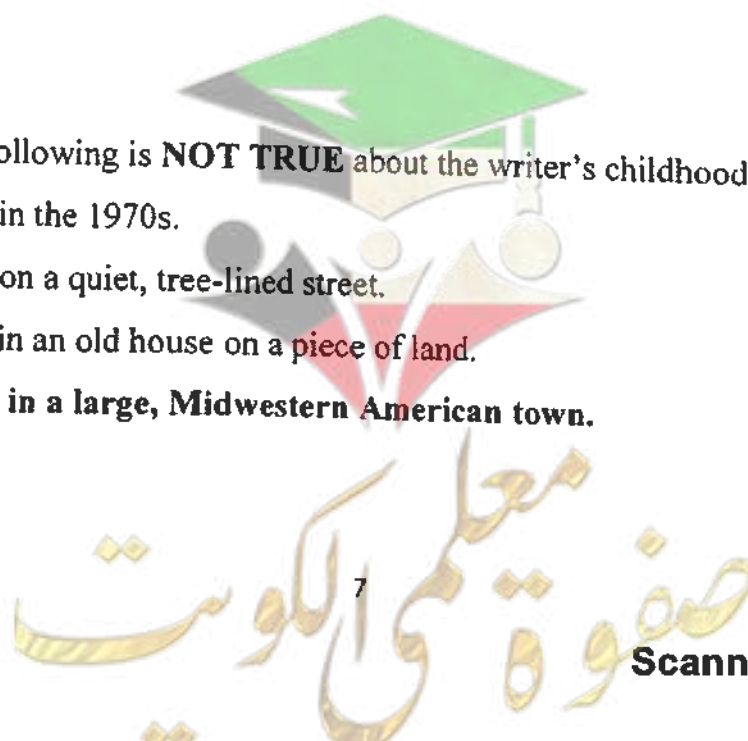 ollowing is NOT TRUE about the writer's childhood
in the 1970s.
on a quiet, tree-lined street.
in an old house on a piece of land.
in a large, Midwestern American town.
7
صفوة معلمى الكويت
Scann